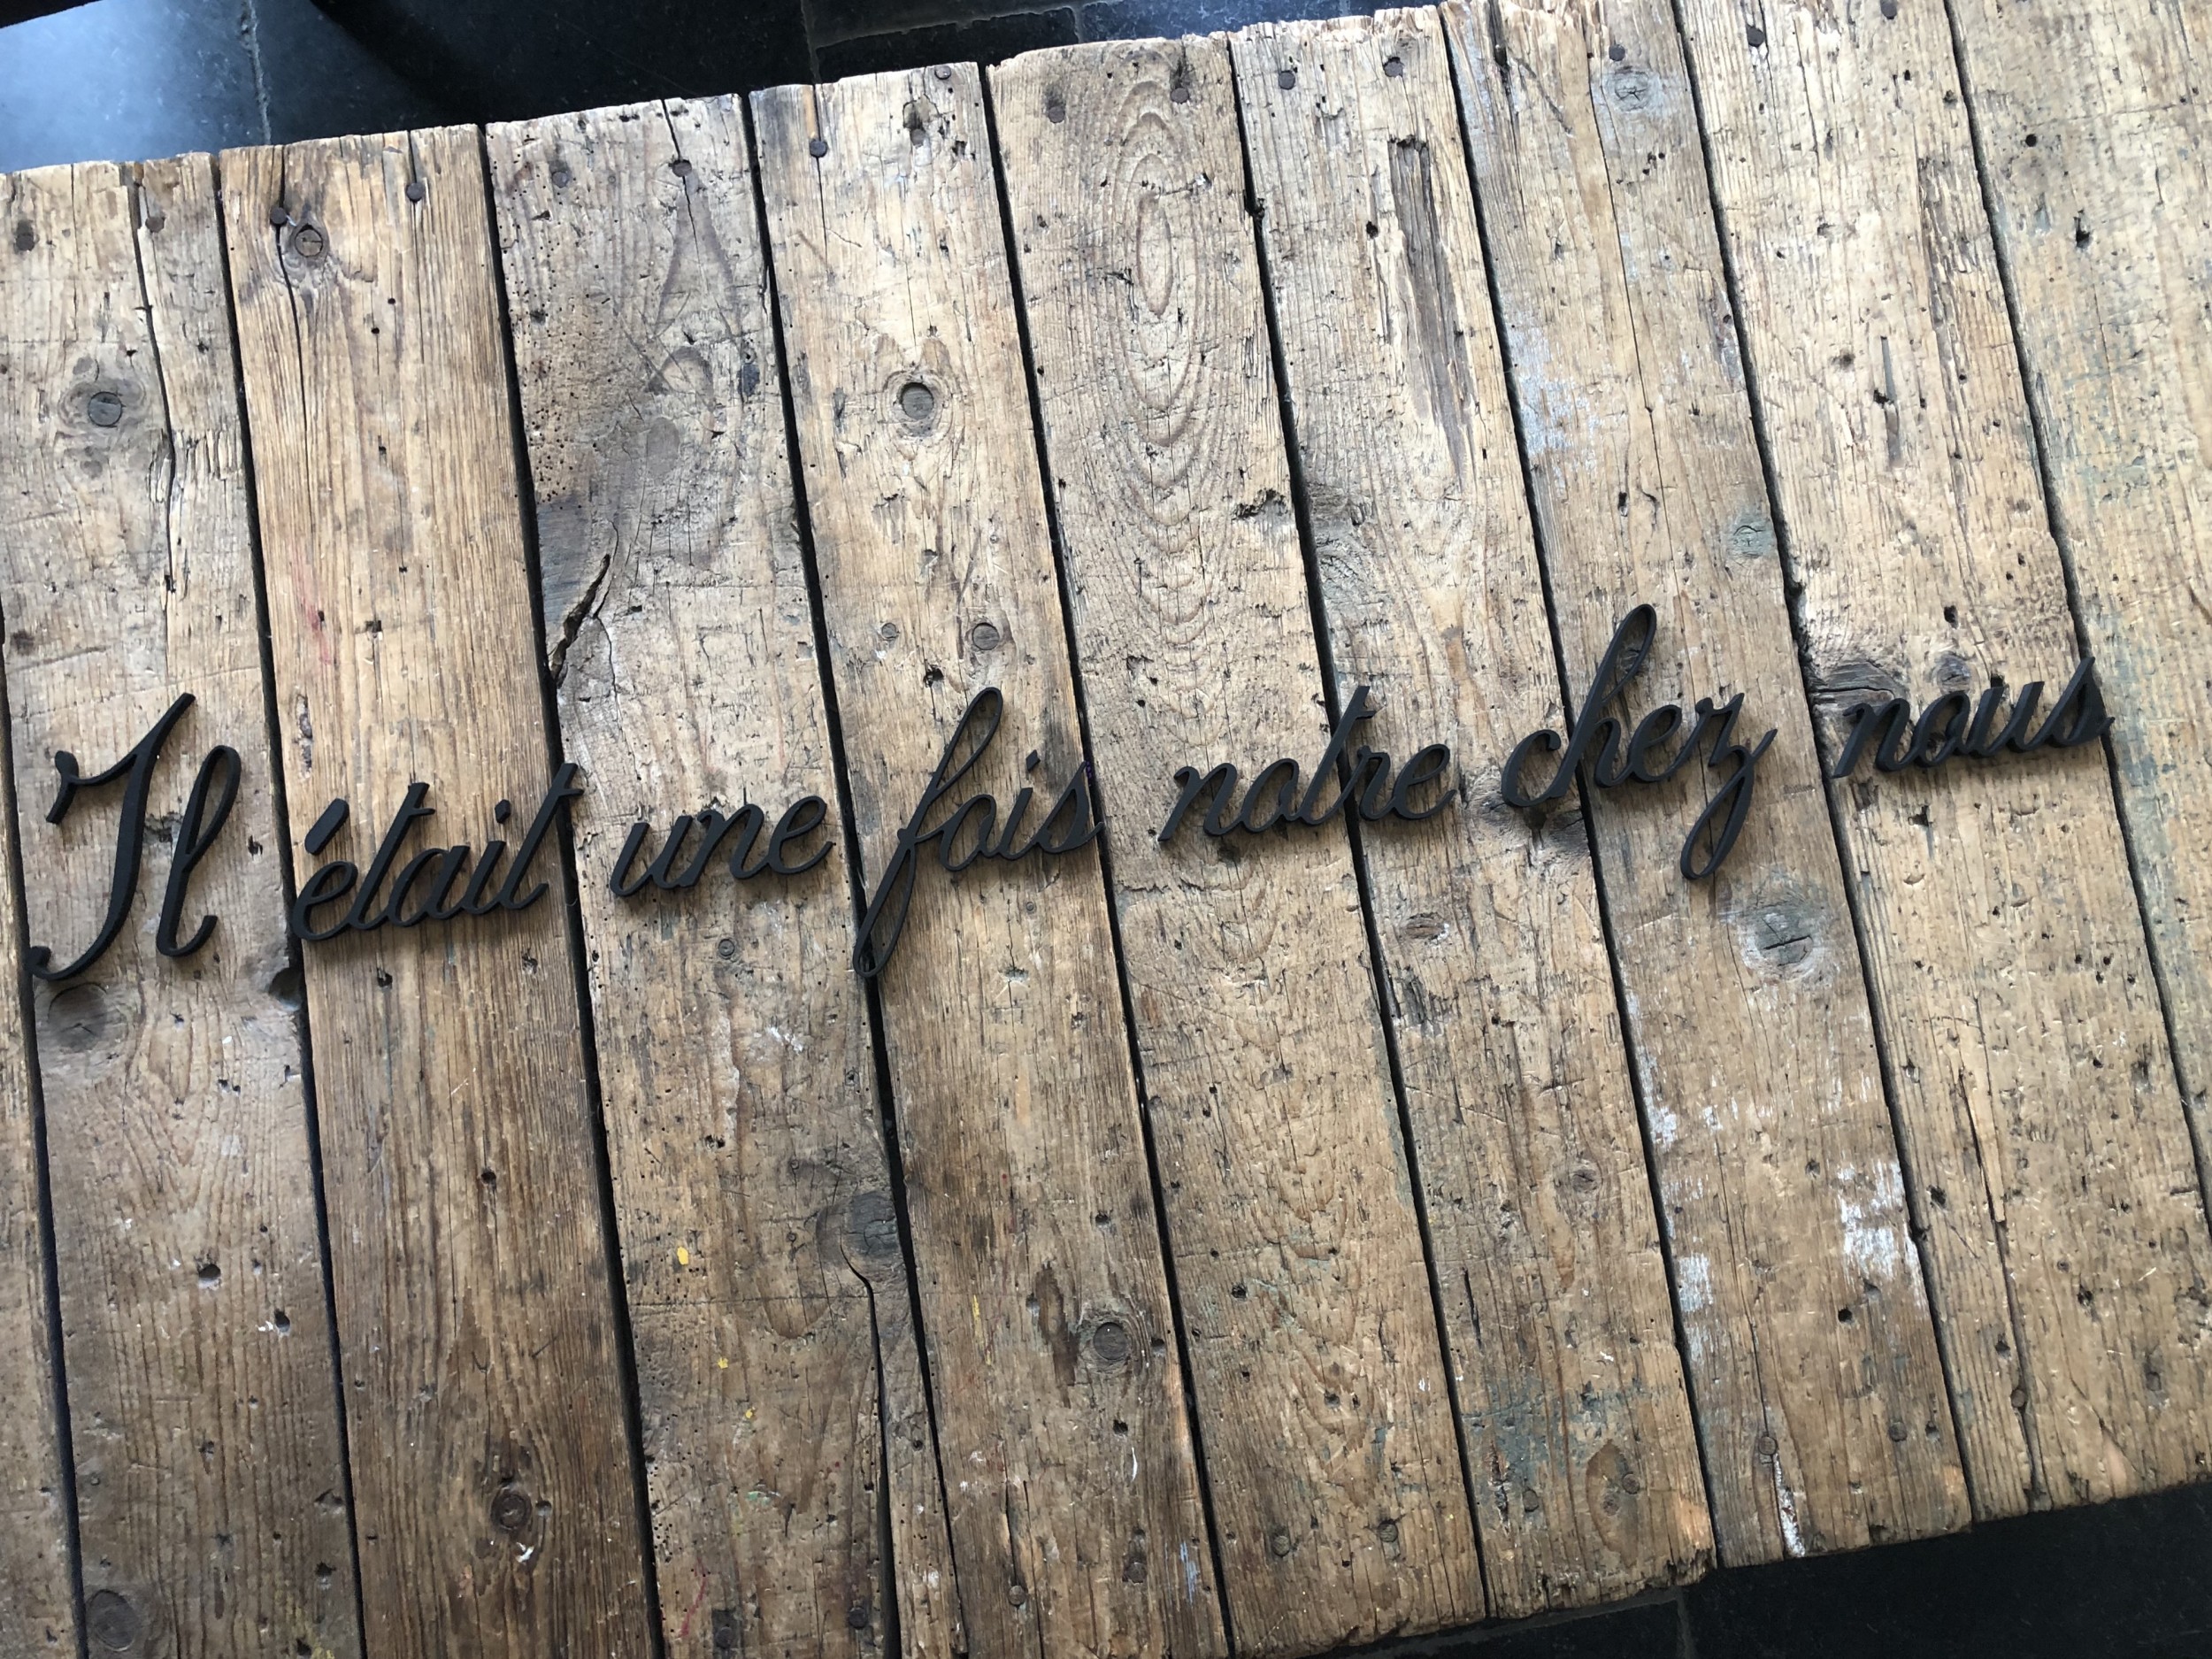 Il était une fois notre chez nous